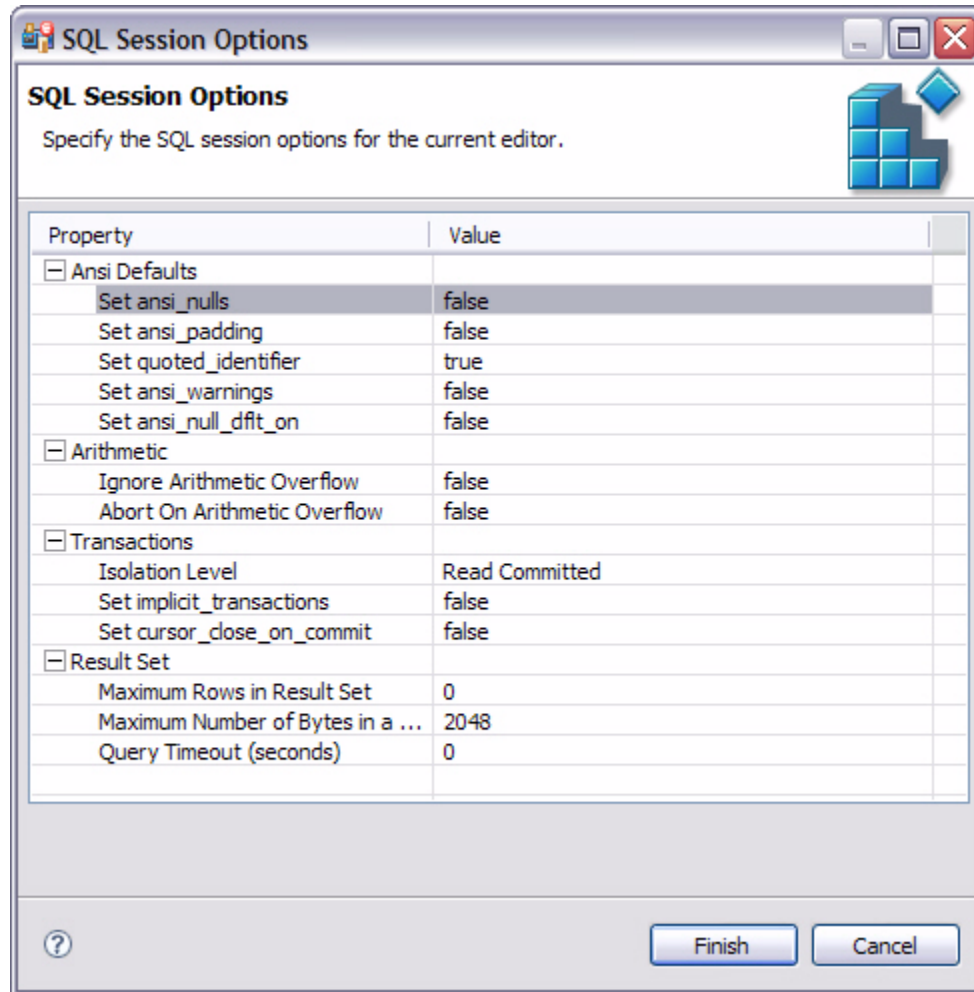 SQL Session Options
SQL Session Options
Specify the SQL session options for the current editor.
Property Value
Ansi Defaults
Set ansi_nulls false
Set ansi_padding false
Set quoted_identifier true
Set ansi_warnings false
Set ansi_null_dflt_on false
Arithmetic
Ignore Arithmetic Overflow false
Abort On Arithmetic Overflow false
Transactions
Isolation Level Read Committed
Set implicit_transactions false
Set cursor_close_on_commit false
Result Set
Maximum Rows in Result Set 0
Maximum Number of Bytes in a ... 2048
Query Timeout (seconds) 0
? Finish Cancel